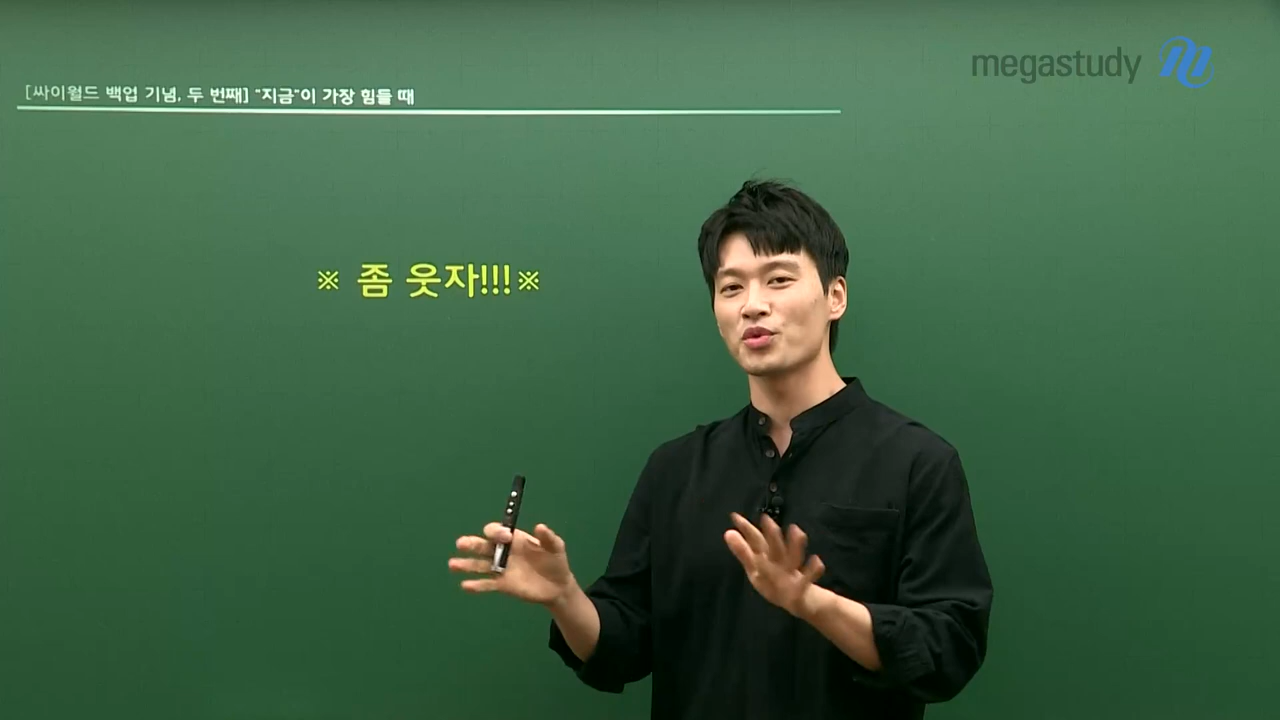 megastudy
[싸이월드 백업 기념, 두 번째] "지금"이 가장 힘들 때
※ 좀 웃자!!!※